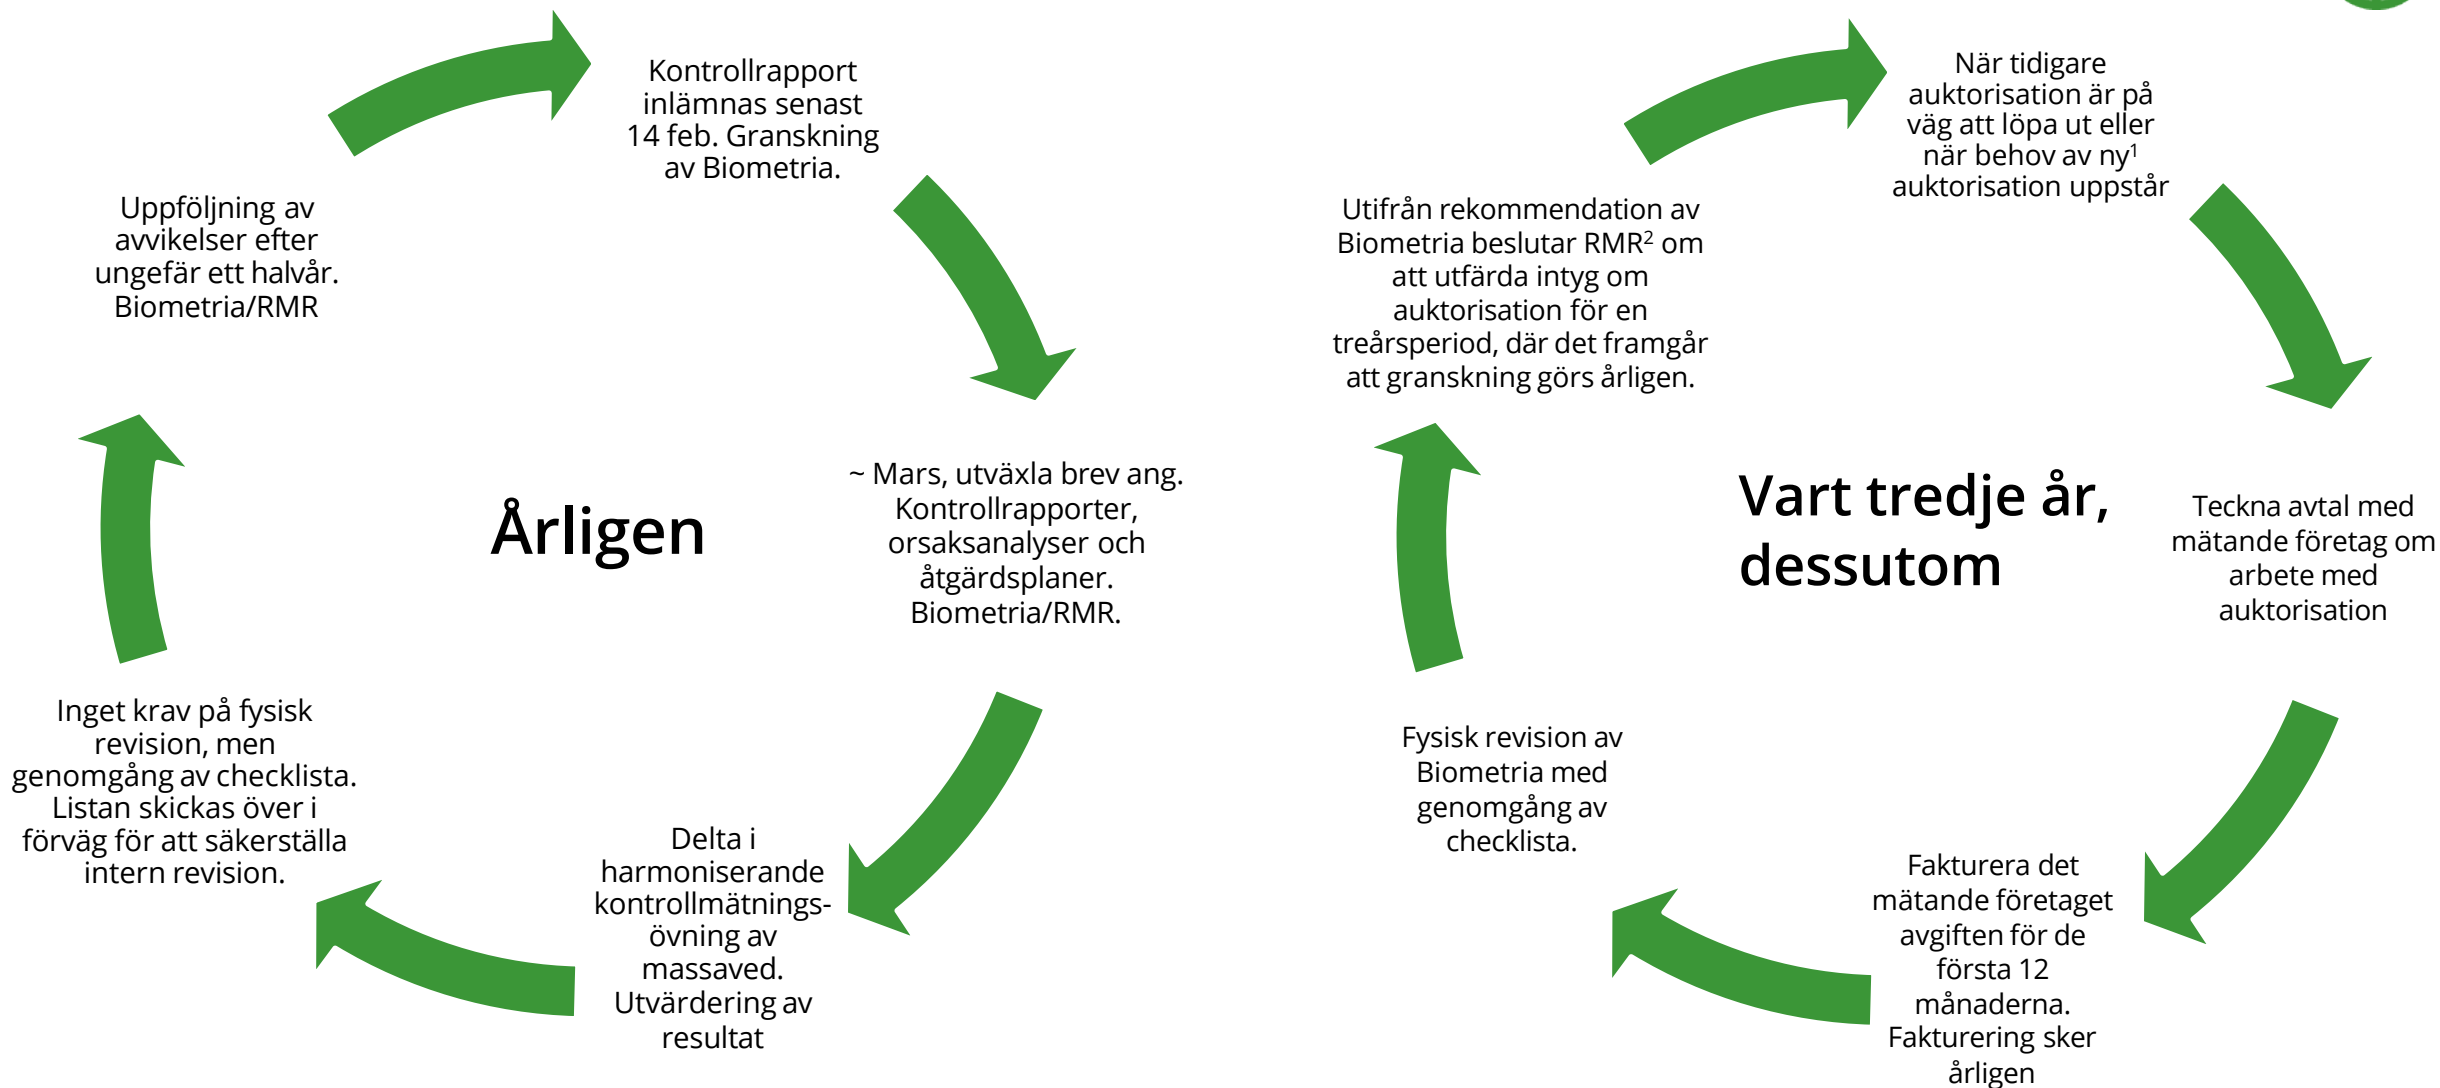 Kontrollrapport
inlämnas senast
14 feb. Granskning
av Biometria.
~ Mars, utväxla brev ang.
Kontrollrapporter,
orsaksanalyser och
åtgärdsplaner.
Biometria/RMR.
Delta i
harmoniserande
kontrollmätnings-
övning av
massaved.
Utvärdering av
resultat
Inget krav på fysisk
revision, men
genomgång av checklista.
Listan skickas över i
förväg för att säkerställa
intern revision.
Uppföljning av
avvikelser efter
ungefär ett halvår.
Biometria/RMR
Årligen
När tidigare
auktorisation är på
väg att löpa ut eller
när behov av ny¹
auktorisation uppstår
Teckna avtal med
mätande företag om
arbete med
auktorisation
Fakturera det
mätande företaget
avgiften för de
första 12
månaderna.
Fakturering sker
årligen
Fysisk revision av
Biometria med
genomgång av
checklista.
Utifrån rekommendation av
Biometria beslutar RMR² om
att utfärda intyg om
auktorisation för en
treårsperiod, där det framgår
att granskning görs årligen.
Vart tredje år,
dessutom